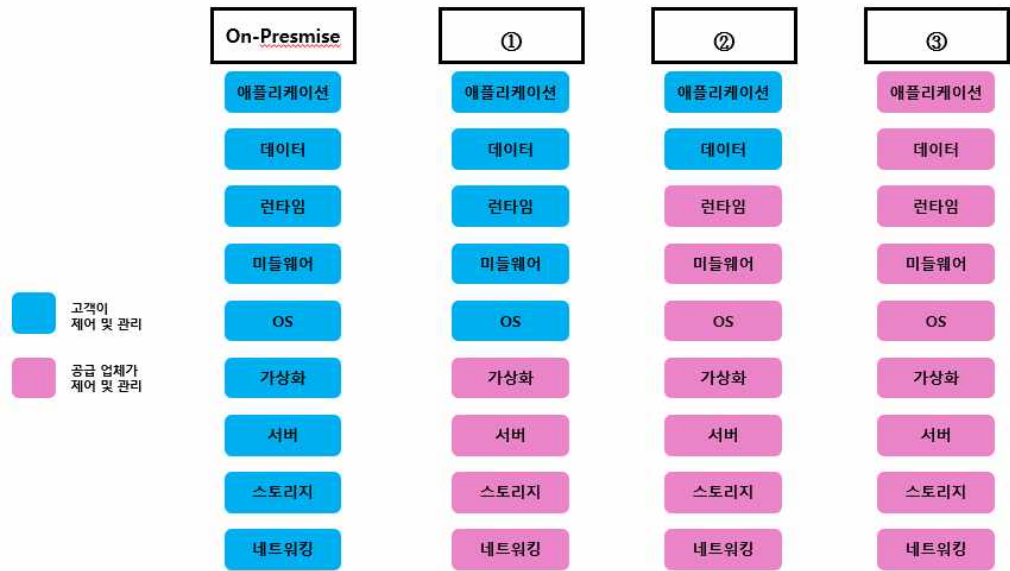 On-Presmise ① ② ③
애플리케이션 애플리케이션 애플리케이션 애플리케이션
데이터 데이터 데이터 데이터
런타임 런타임 런타임 런타임
미들웨어 미들웨어 미들웨어 미들웨어
고객이
제어 및 관리
OS OS OS OS
공급 업체가
제어 및 관리
가상화 가상화 가상화 가상화
서버 서버 서버 서버
스토리지 스토리지 스토리지 스토리지
네트워킹 네트워킹 네트워킹 네트워킹